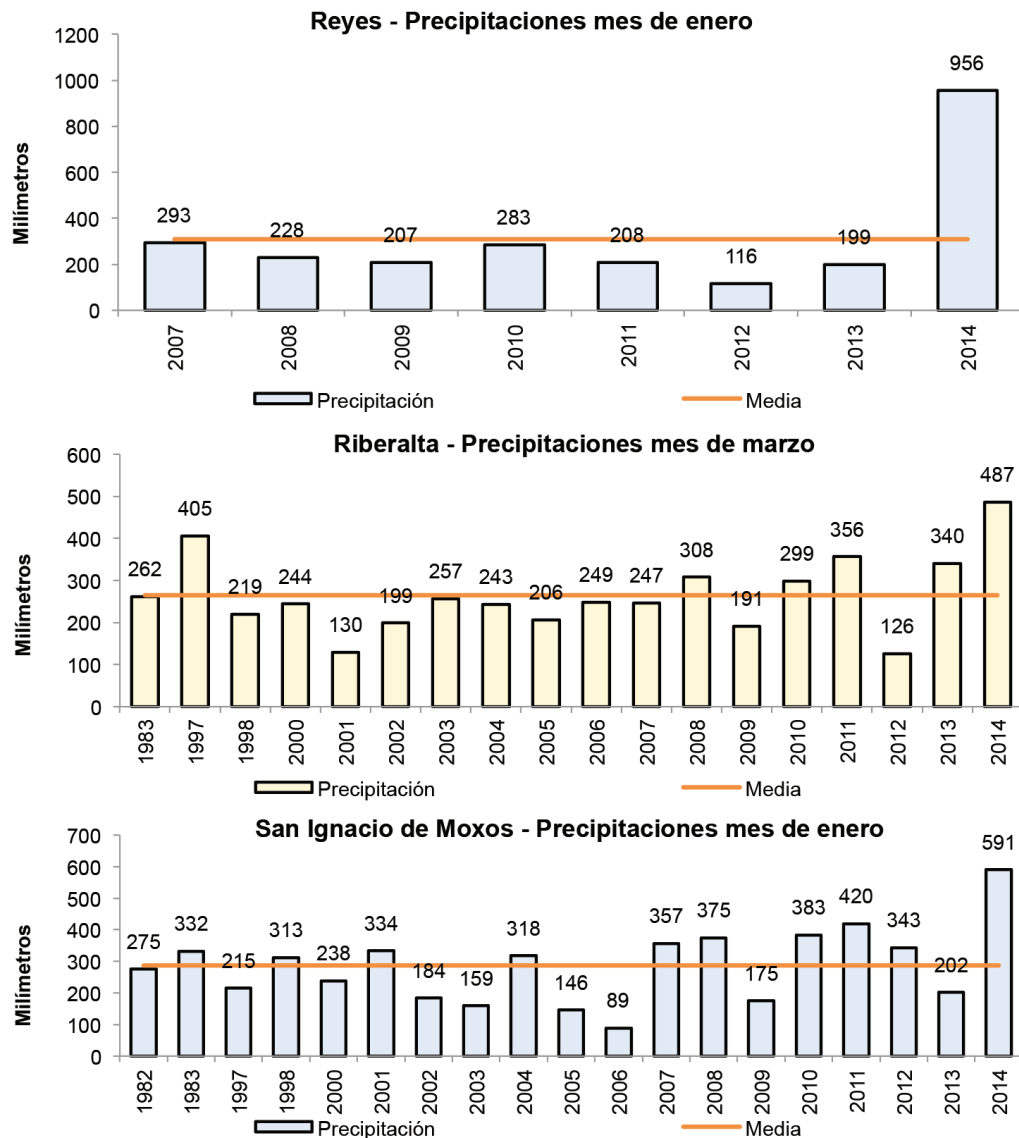 Reyes - Precipitaciones mes de enero
Milímetros
1200
1000
800
600
400
200
0
293 228 207 283 208 116 199 956
2007 2008 2009 2010 2011 2012 2013 2014
Precipitación Media
Riberalta - Precipitaciones mes de marzo
Milímetros
600
500
400
300
200
100
0
262 405 219 244 130 199 257 243 206 249 247 308 191 299 356 126 340 487
1983 1997 1998 2000 2001 2002 2003 2004 2005 2006 2007 2008 2009 2010 2011 2012 2013 2014
Precipitación Media
San Ignacio de Moxos - Precipitaciones mes de enero
Milímetros
700
600
500
400
300
200
100
0
275 332 215 313 238 334 184 159 318 146 89 357 375 175 383 420 343 202 591
1982 1983 1997 1998 2000 2001 2002 2003 2004 2005 2006 2007 2008 2009 2010 2011 2012 2013 2014
Precipitación Media